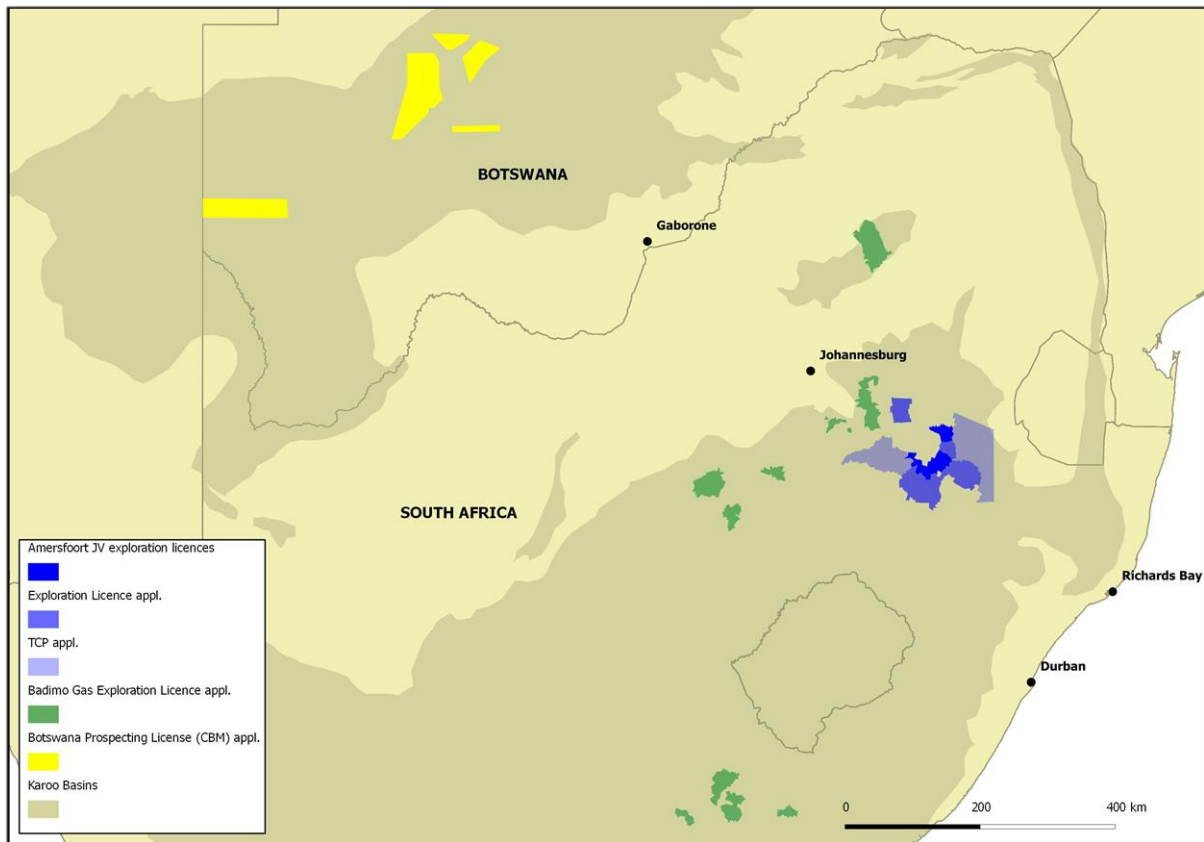 BOTSWANA
Gaborone
Johannesburg
SOUTH AFRICA
Richards Bay
Durban
Amersfoort JV exploration licences
Exploration Licence appl.
TCP appl.
Badimo Gas Exploration Licence appl.
Botswana Prospecting License (CBM) appl.
Karoo Basins
0 200 400 km